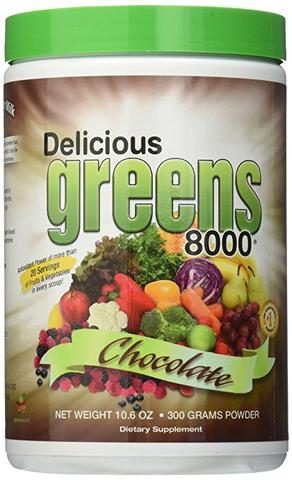 Delicious
greens
8000®
Antioxidant Power of more than
20 Servings
of Fruits & Vegetables
in every scoop!
#1
Chocolate
NET WEIGHT 10.6 OZ • 300 GRAMS POWDER
Dietary Supplement